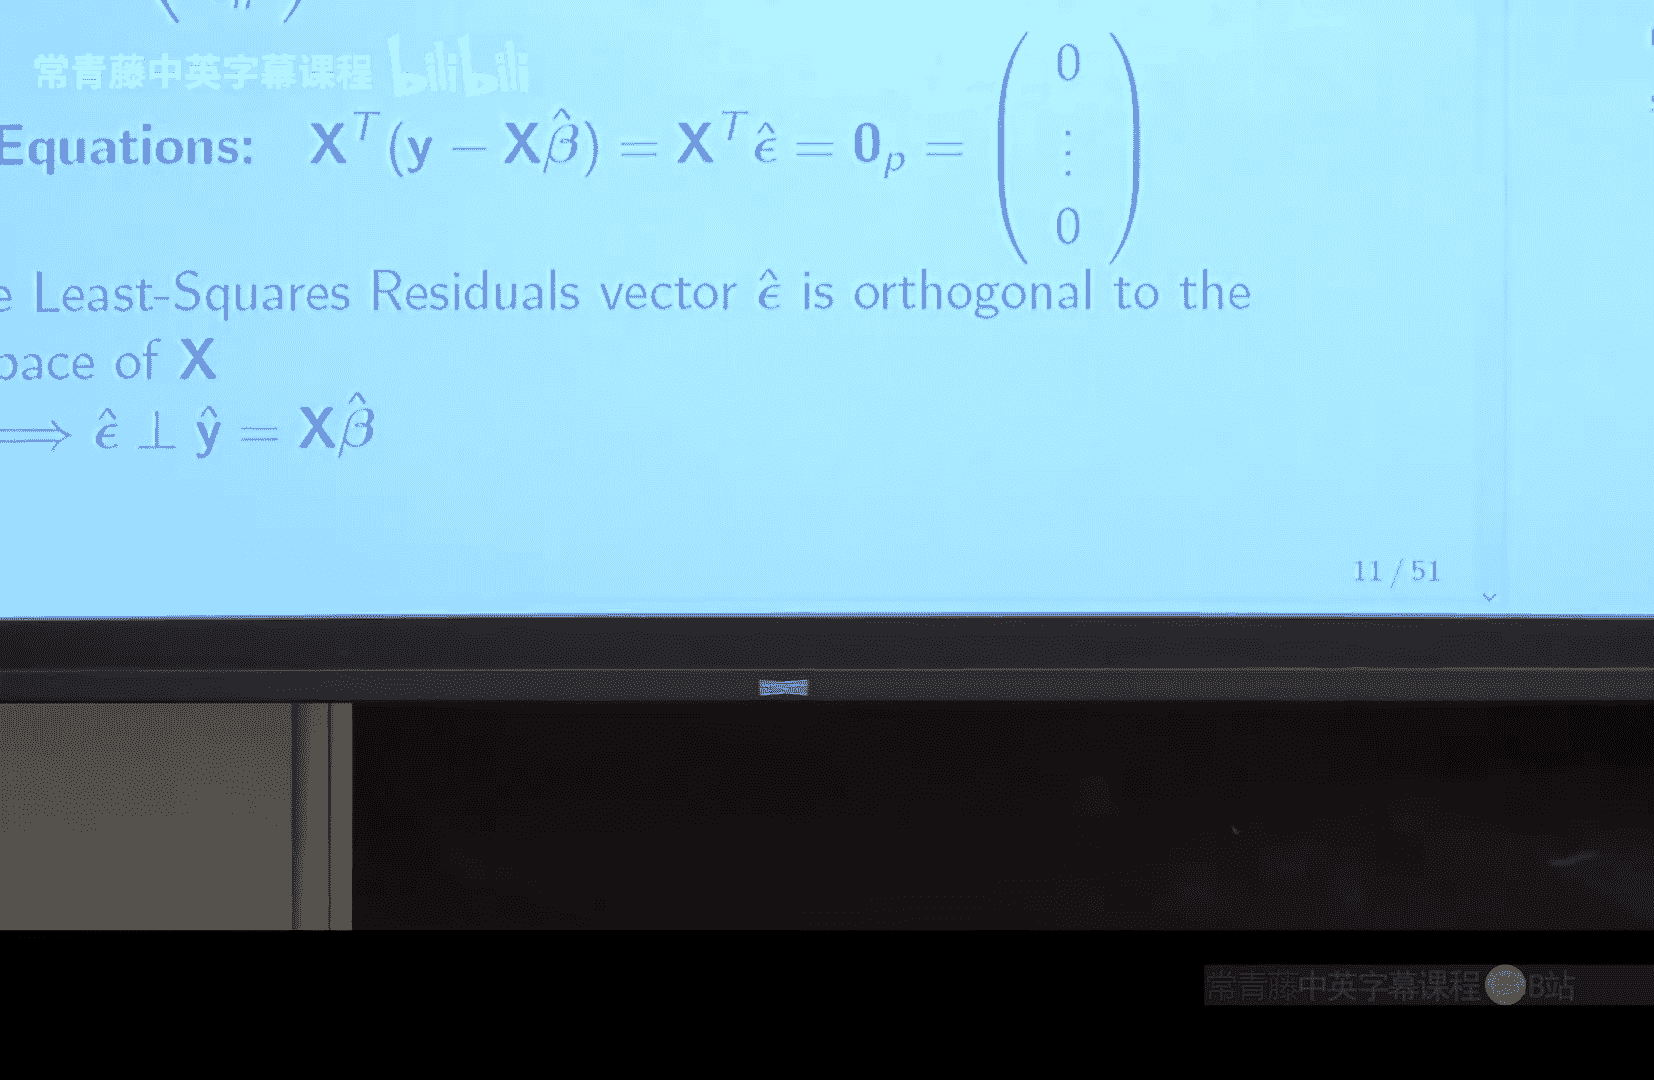 常青藤中英字幕课程 bilibili
Equations: X^T(y − Xβ̂) = X^T ε̂ = 0_p = (0 ⋮ 0)
Least-Squares Residuals vector ε̂ is orthogonal to the
of X
⟹ ε̂ ⊥ ŷ = Xβ̂
11 / 51
常青藤中英字幕课程 B站